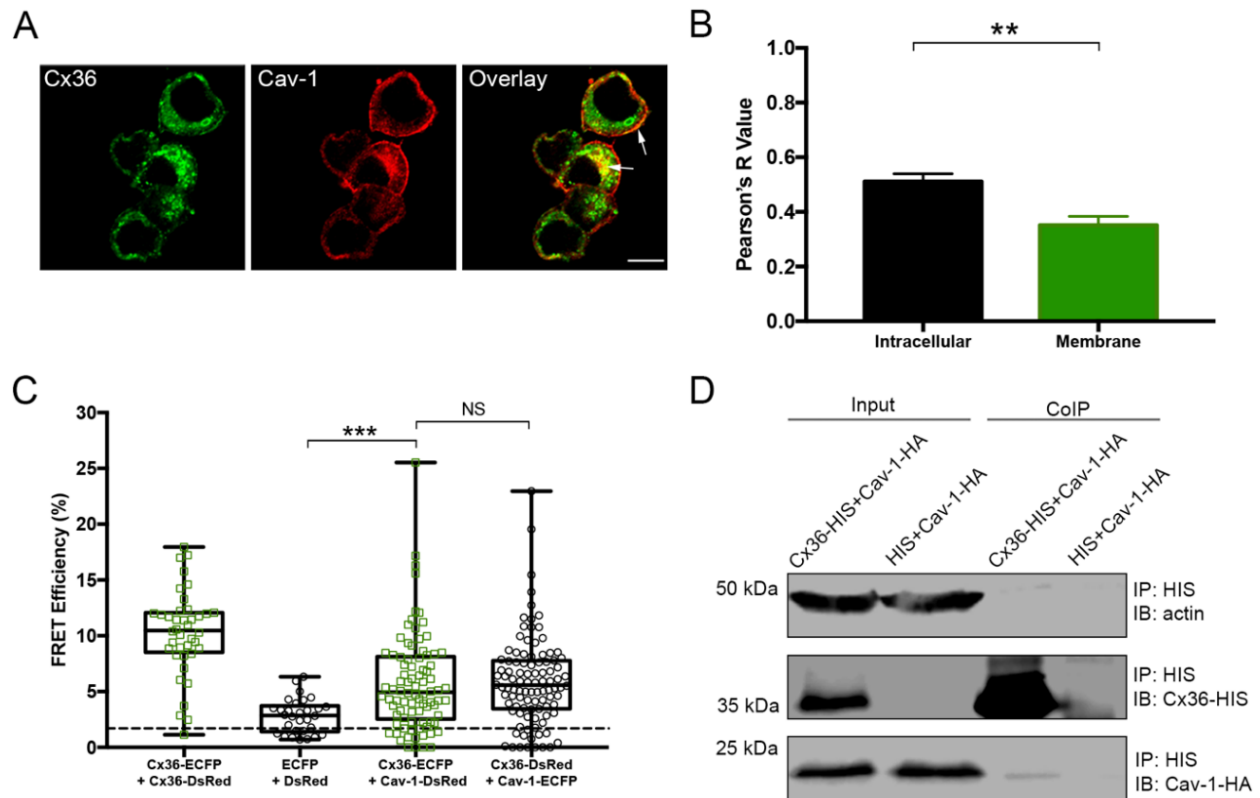 A
Cx36
Cav-1
Overlay
B
**
Pearson's R Value
1.0
0.8
0.6
0.4
0.2
0.0
Intracellular
Membrane
C
NS
***
FRET Efficiency (%)
30
25
20
15
10
5
0
Cx36-ECFP
+ Cx36-DsRed
ECFP
+ DsRed
Cx36-ECFP
+ Cav-1-DsRed
Cx36-DsRed
+ Cav-1-ECFP
D
Input
CoIP
Cx36-HIS+Cav-1-HA
HIS+Cav-1-HA
Cx36-HIS+Cav-1-HA
HIS+Cav-1-HA
50 kDa
IP: HIS
IB: actin
35 kDa
IP: HIS
IB: Cx36-HIS
25 kDa
IP: HIS
IB: Cav-1-HA